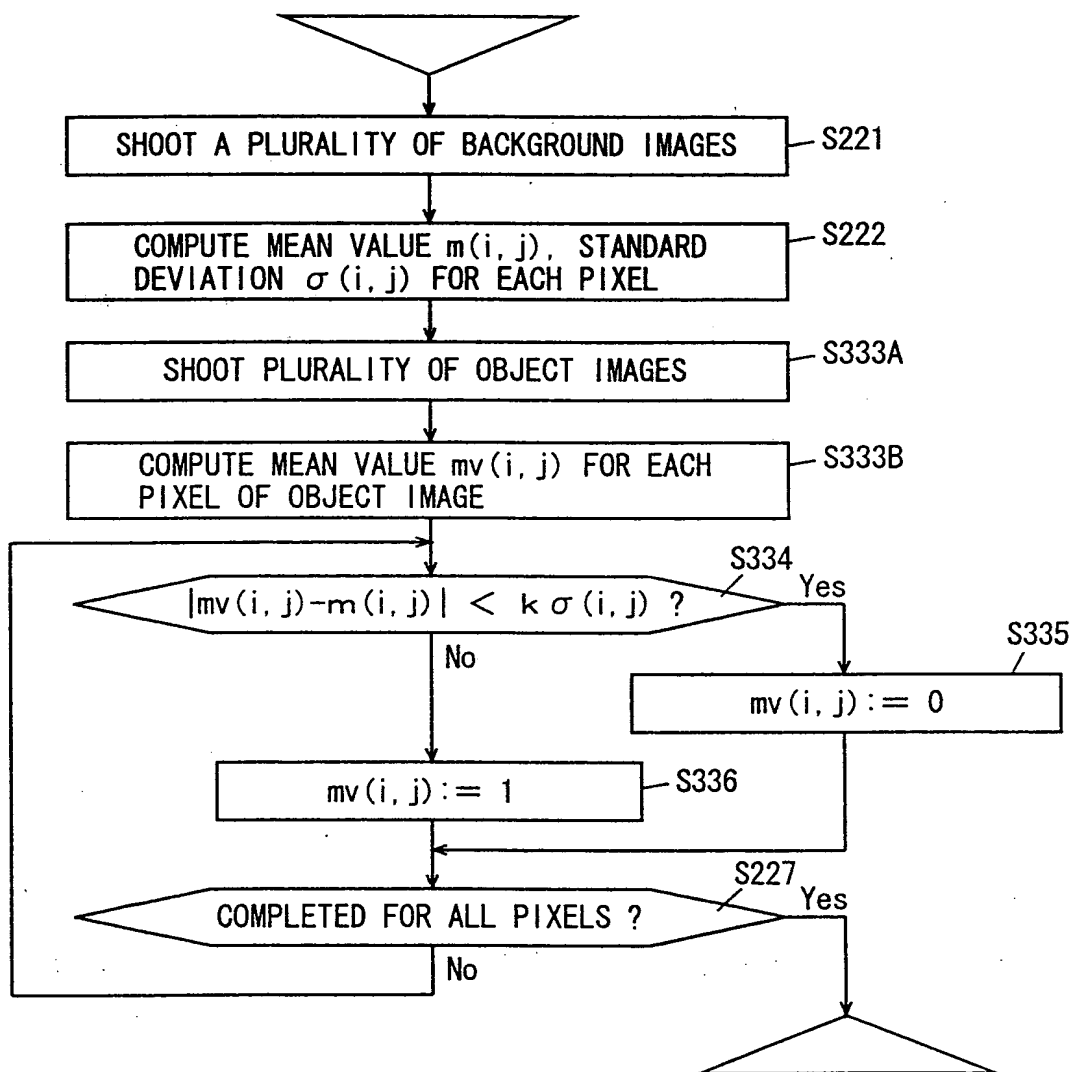 SHOOT A PLURALITY OF BACKGROUND IMAGES
S221
COMPUTE MEAN VALUE m(i, j), STANDARD
DEVIATION σ(i, j) FOR EACH PIXEL
S222
SHOOT PLURALITY OF OBJECT IMAGES
S333A
COMPUTE MEAN VALUE mv(i, j) FOR EACH
PIXEL OF OBJECT IMAGE
S333B
S334
|mv(i, j)-m(i, j)| < kσ(i, j) ?
Yes
No
S335
mv(i, j):= 0
mv(i, j):= 1
S336
S227
COMPLETED FOR ALL PIXELS ?
Yes
No